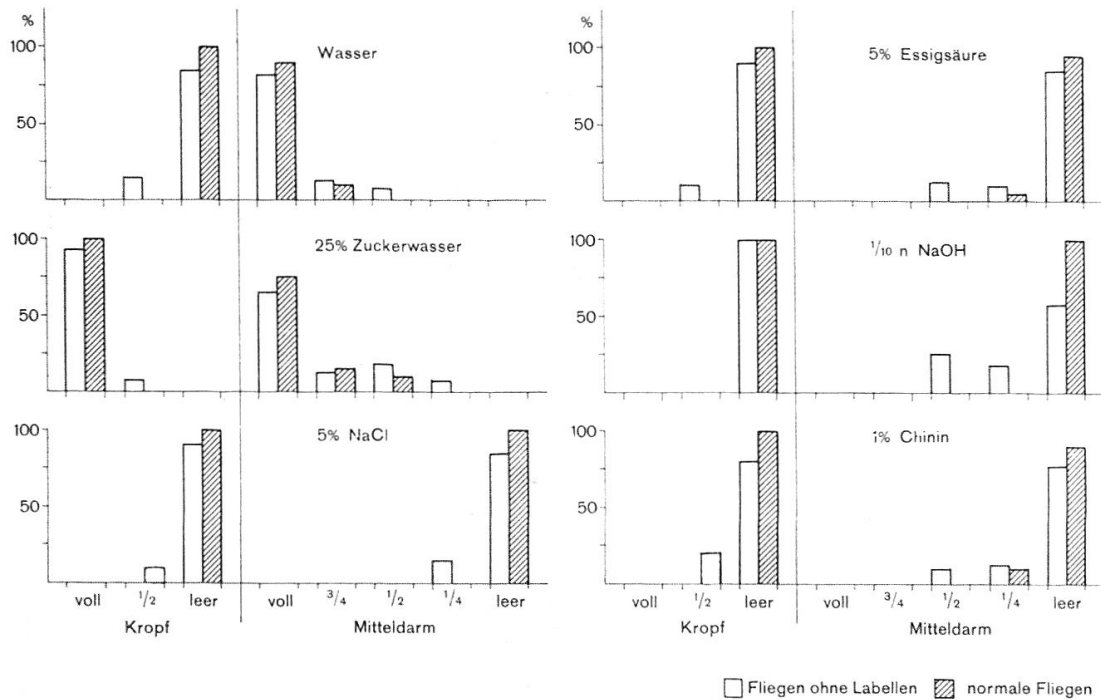 %
100
50
Wasser
100
50
25% Zuckerwasser
100
50
5% NaCl
voll ½ leer voll ¾ ½ ¼ leer
Kropf Mitteldarm
%
100
50
5% Essigsäure
100
50
¹/₁₀ n NaOH
100
50
1% Chinin
voll ½ leer voll ¾ ½ ¼ leer
Kropf Mitteldarm
Fliegen ohne Labellen normale Fliegen